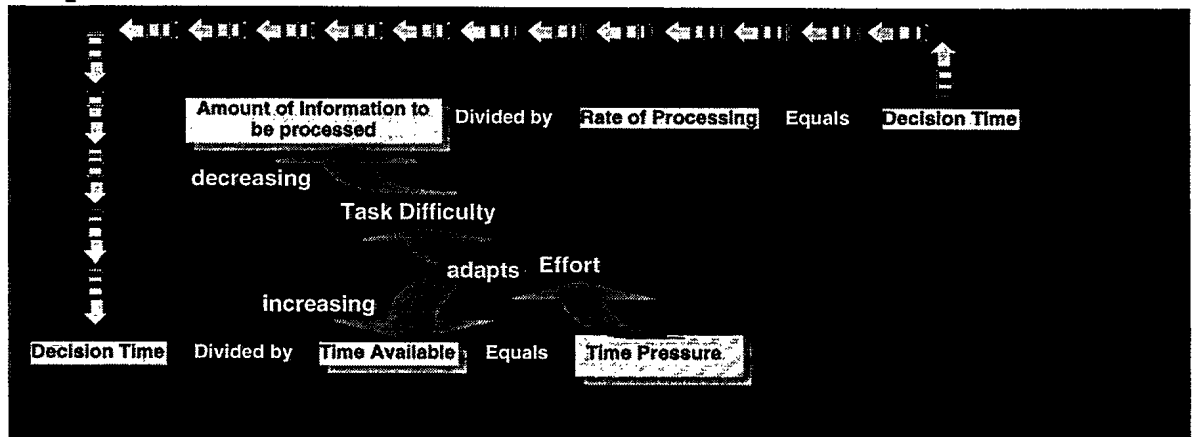 Amount of Information to
be processed
Divided by
Rate of Processing
Equals
Decision Time
decreasing
Task Difficulty
adapts
Effort
increasing
Decision Time
Divided by
Time Available
Equals
Time Pressure